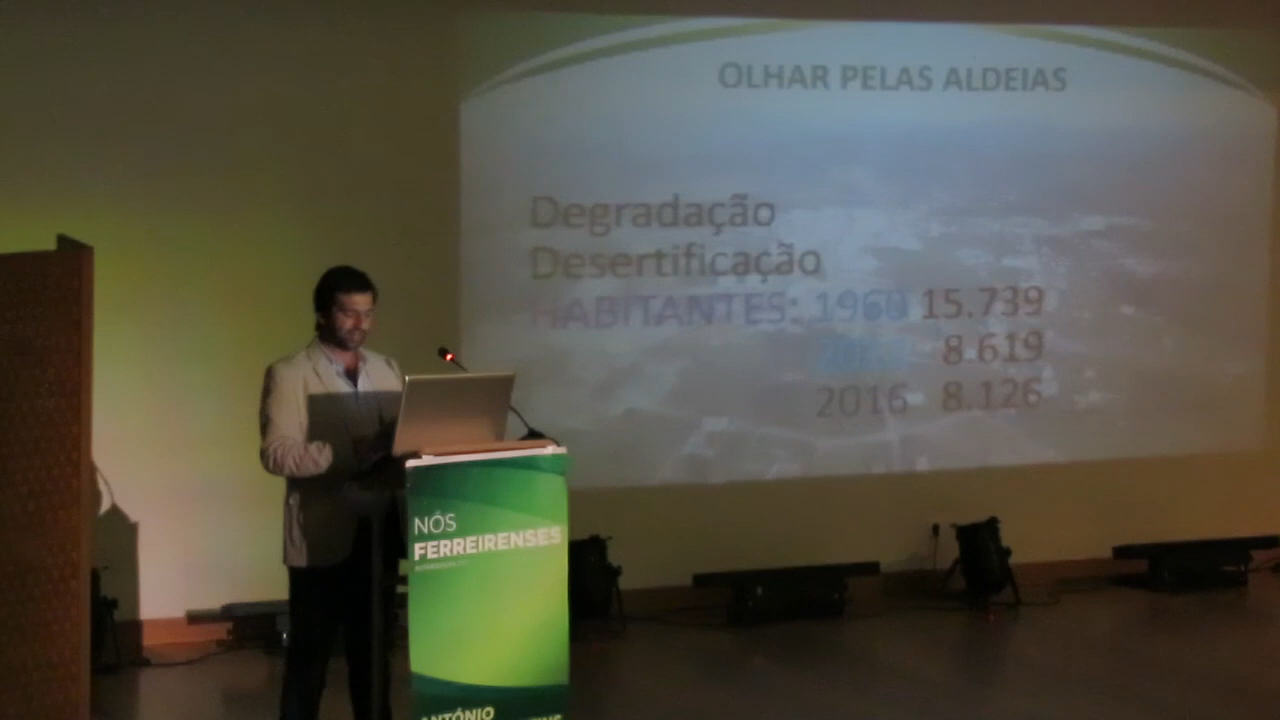 OLHAR PELAS ALDEIAS
Degradação
Desertificação
HABITANTES: 1960 15.739
8.619
2016 8.126
NÓS
FERREIRENSES
ANTÓNIO